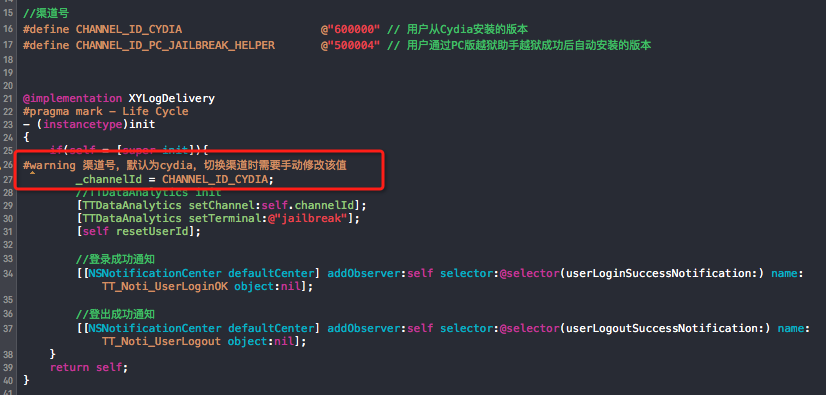 15 //渠道号
16 #define CHANNEL_ID_CYDIA @"600000" // 用户从Cydia安装的版本
17 #define CHANNEL_ID_PC_JAILBREAK_HELPER @"500004" // 用户通过PC版越狱助手越狱成功后自动安装的版本
18
19
20
21 @implementation XYLogDelivery
22 #pragma mark - Life Cycle
23 - (instancetype)init
24 {
25 if(self = [super init]){
26 #warning 渠道号, 默认为cydia, 切换渠道时需要手动修改该值
27 _channelId = CHANNEL_ID_CYDIA;
28 //TTDataAnalytics init
29 [TTDataAnalytics setChannel:self.channelId];
30 [TTDataAnalytics setTerminal:@"jailbreak"];
31 [self resetUserId];
32
33 //登录成功通知
34 [[NSNotificationCenter defaultCenter] addObserver:self selector:@selector(userLoginSuccessNotification:) name:
TT_Noti_UserLoginOK object:nil];
35
36 //登出成功通知
37 [[NSNotificationCenter defaultCenter] addObserver:self selector:@selector(userLogoutSuccessNotification:) name:
TT_Noti_UserLogout object:nil];
38 }
39 return self;
40 }
41